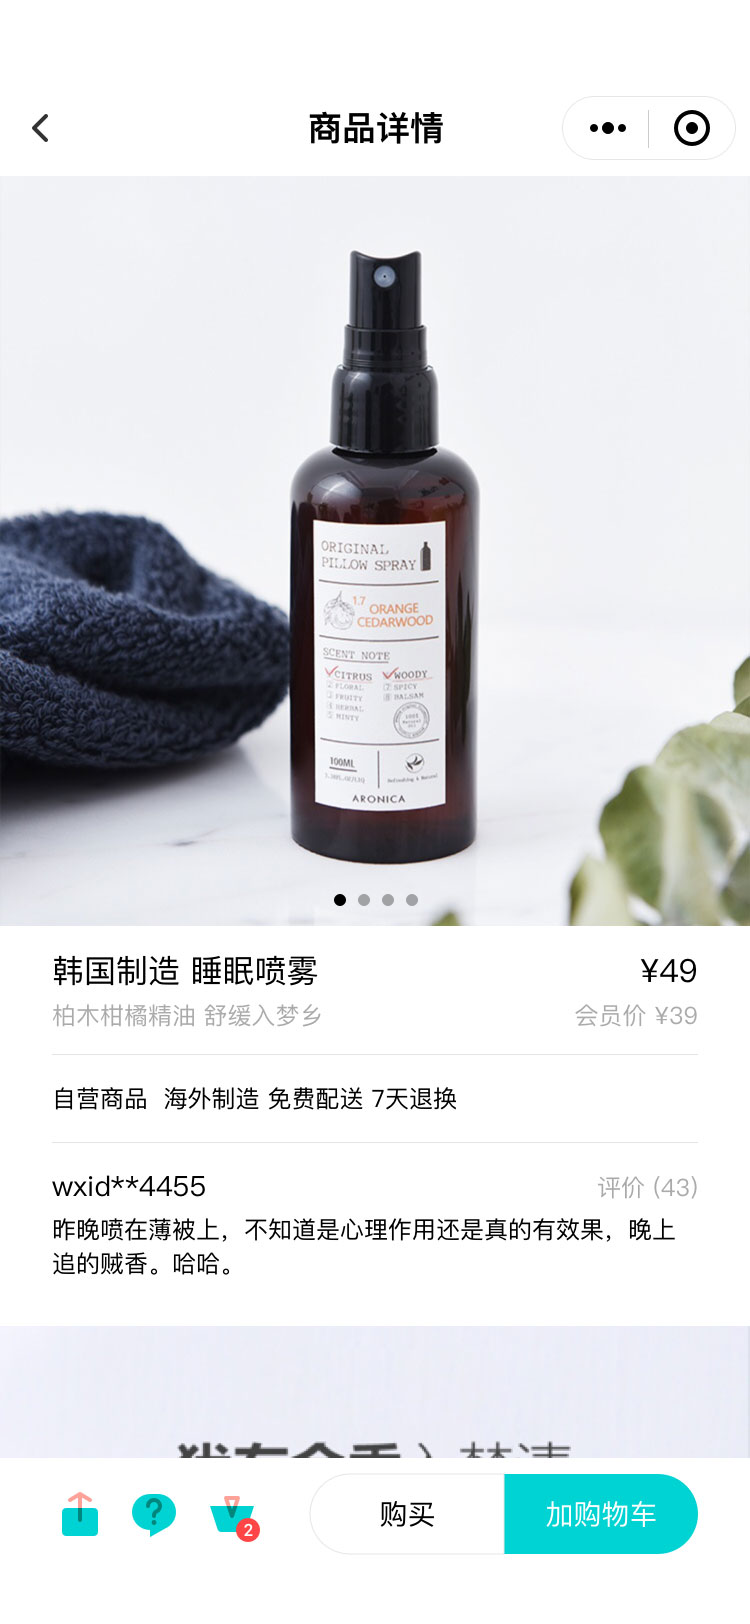 商品详情
ORIGINAL
PILLOW SPRAY
1.7 ORANGE
CEDARWOOD
SCENT NOTE
CITRUS WOODY
FLORAL SPICY
FRUITY BALSAM
HERBAL
MINTY
100ML
Refreshing & Natural
ARONICA
韩国制造 睡眠喷雾
¥49
柏木柑橘精油 舒缓入梦乡
会员价 ¥39
自营商品 海外制造 免费配送 7天退换
wxid**4455
评价 (43)
昨晚喷在薄被上，不知道是心理作用还是真的有效果，晚上
追的贼香。哈哈。
?
2
购买
加购物车